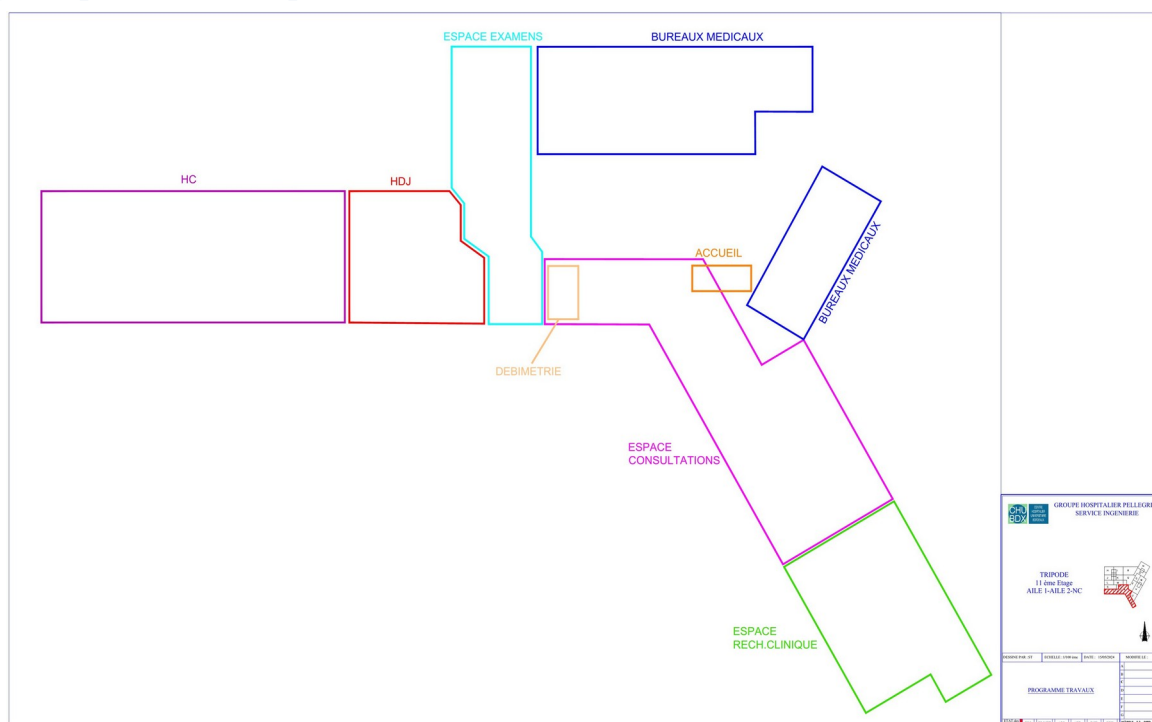 ESPACE EXAMENS
BUREAUX MEDICAUX
HC
HDJ
ACCUEIL
BUREAUX MEDICAUX
DEBIMETRIE
ESPACE
CONSULTATIONS
ESPACE
RECH.CLINIQUE
CHU
BDX
GROUPE HOSPITALIER PELLEGRI
SERVICE INGENIERIE
TRIPODE
11 ème Etage
AILE 1-AILE 2-NC
PROGRAMME TRAVAUX